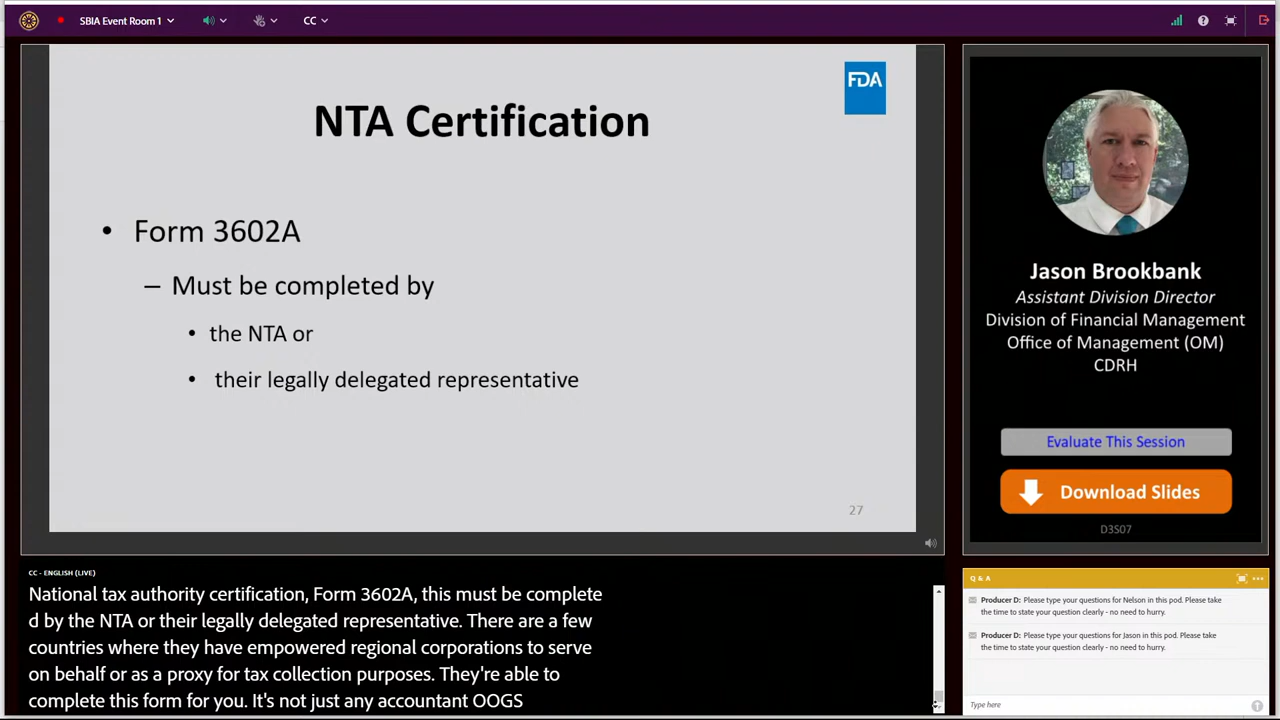 SBIA Event Room 1
CC
FDA
NTA Certification
• Form 3602A
– Must be completed by
• the NTA or
• their legally delegated representative
27
Jason Brookbank
Assistant Division Director
Division of Financial Management
Office of Management (OM)
CDRH
Evaluate This Session
Download Slides
D3S07
CC - ENGLISH (LIVE)
National tax authority certification, Form 3602A, this must be complete
d by the NTA or their legally delegated representative. There are a few
countries where they have empowered regional corporations to serve
on behalf or as a proxy for tax collection purposes. They're able to
complete this form for you. It's not just any accountant OOGS
Q & A
Producer D: Please type your questions for Nelson in this pod. Please take
the time to state your question clearly - no need to hurry.
Producer D: Please type your questions for Jason in this pod. Please take
the time to state your question clearly - no need to hurry.
Type here